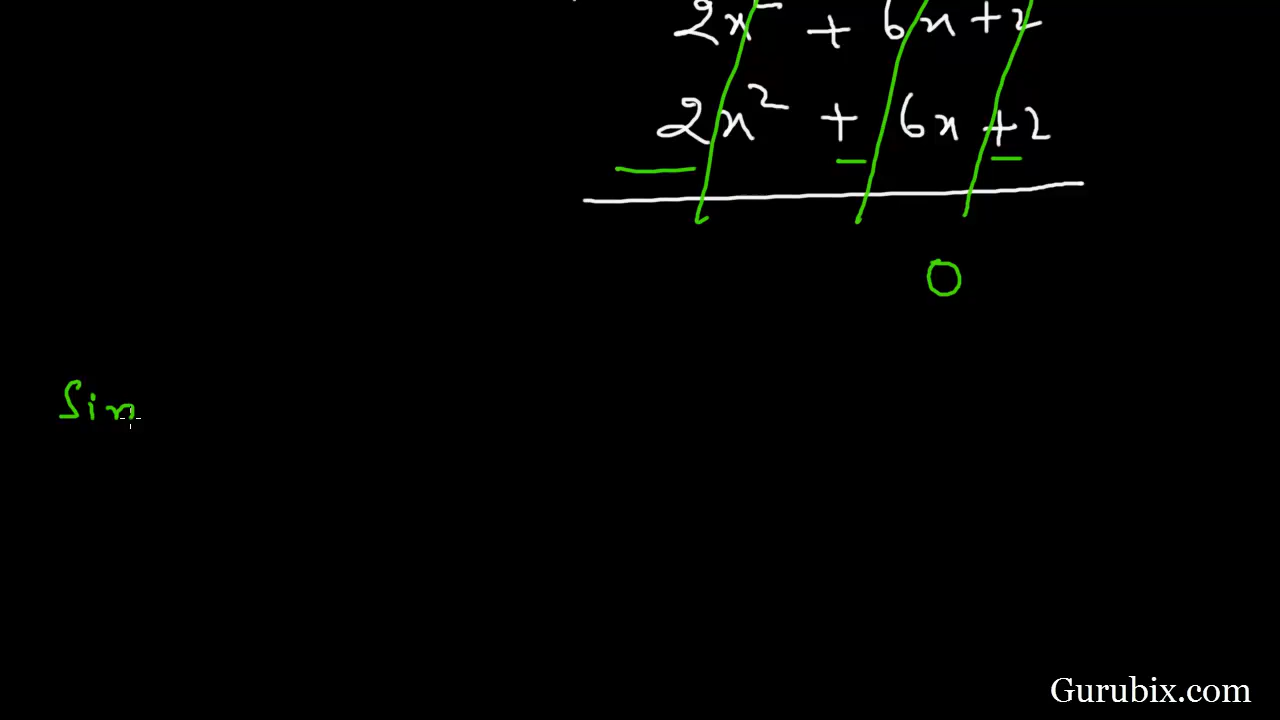 2x² + 6x + 2
2x² + 6x + 2
0
Sin
Gurubix.com